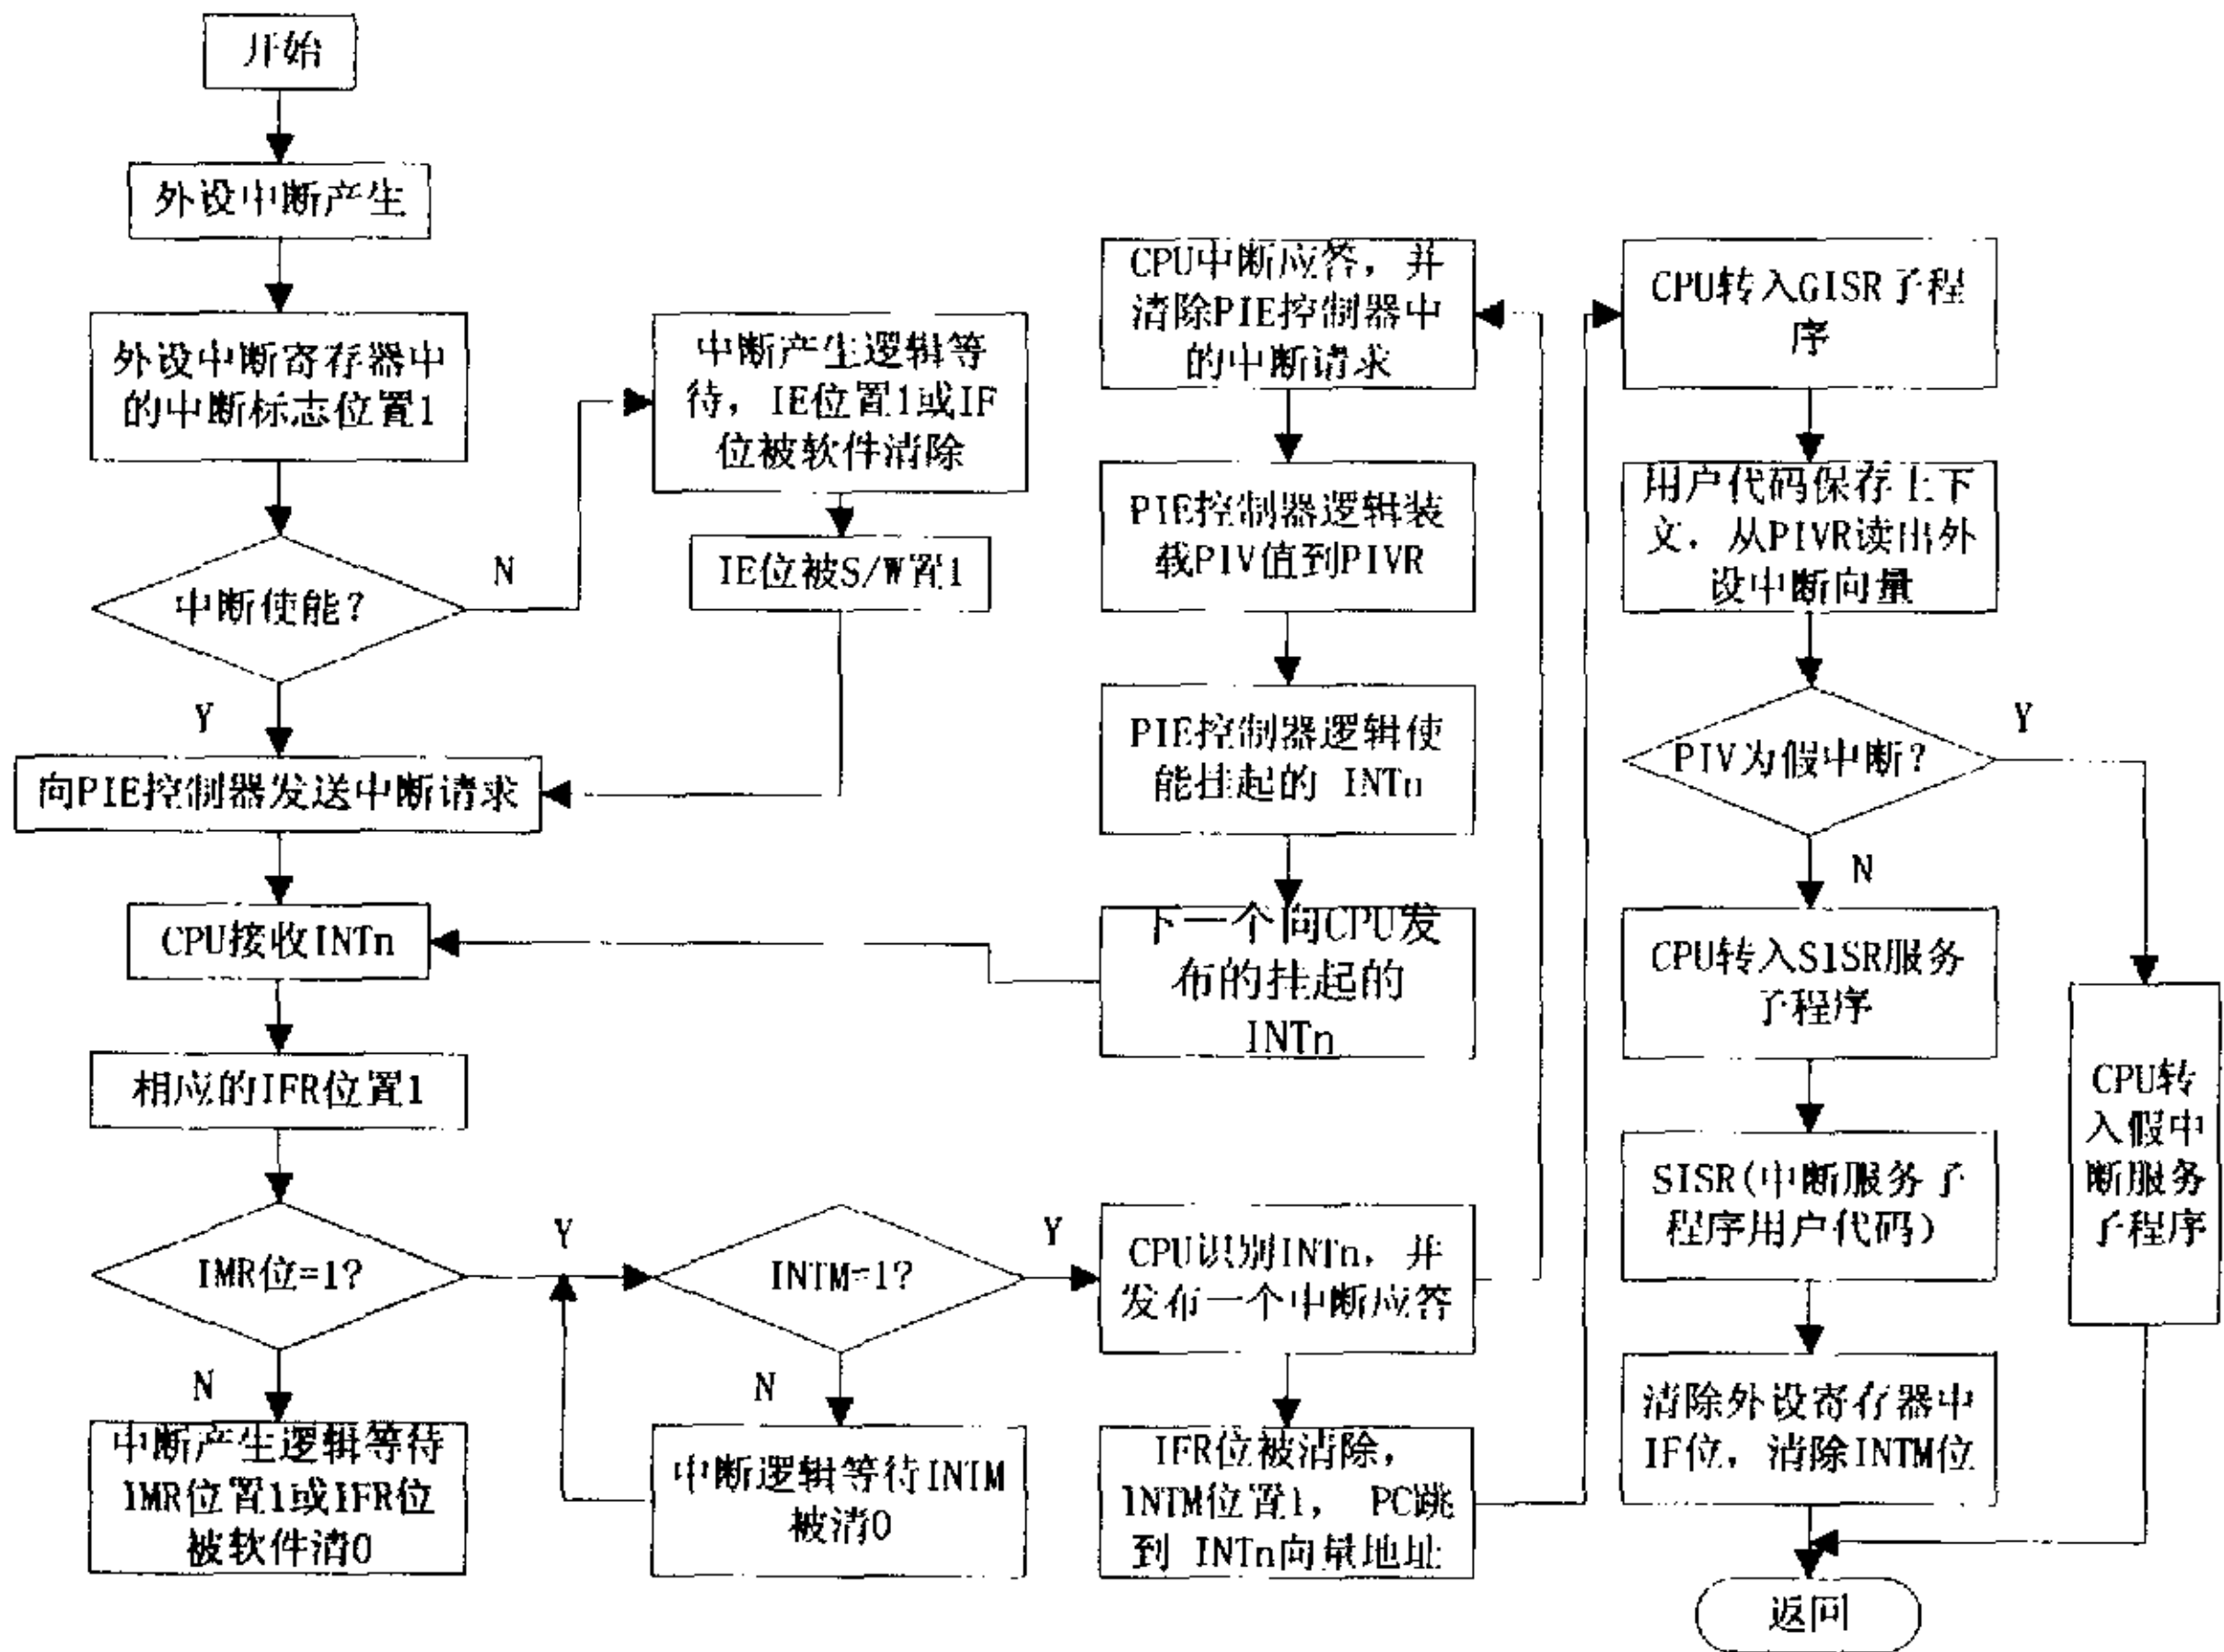 开始
外设中断产生
外设中断寄存器中
的中断标志位置1
中断使能?
N
Y
中断产生逻辑等
待，IE位置1或IF
位被软件清除
IE位被S/W置1
向PIE控制器发送中断请求
CPU接收INTn
相应的IFR位置1
IMR位=1?
Y
N
中断产生逻辑等待
IMR位置1或IFR位
被软件清0
INTM=1?
Y
N
中断逻辑等待INTM
被清0
CPU识别INTn，并
发布一个中断应答
IFR位被清除，
INTM位置1， PC跳
到 INTn向量地址
CPU中断应答，并
清除PIE控制器中
的中断请求
PIE控制器逻辑装
载PIV值到PIVR
PIE控制器逻辑使
能挂起的 INTn
下一个向CPU发
布的挂起的
INTn
CPU转入GISR子程
序
用户代码保存上下
文，从PIVR读出外
设中断向量
PIV为假中断?
Y
N
CPU转入SISR服务
子程序
SISR(中断服务子
程序用户代码)
清除外设寄存器中
IF位，清除INTM位
CPU转
入假中
断服务
子程序
返回